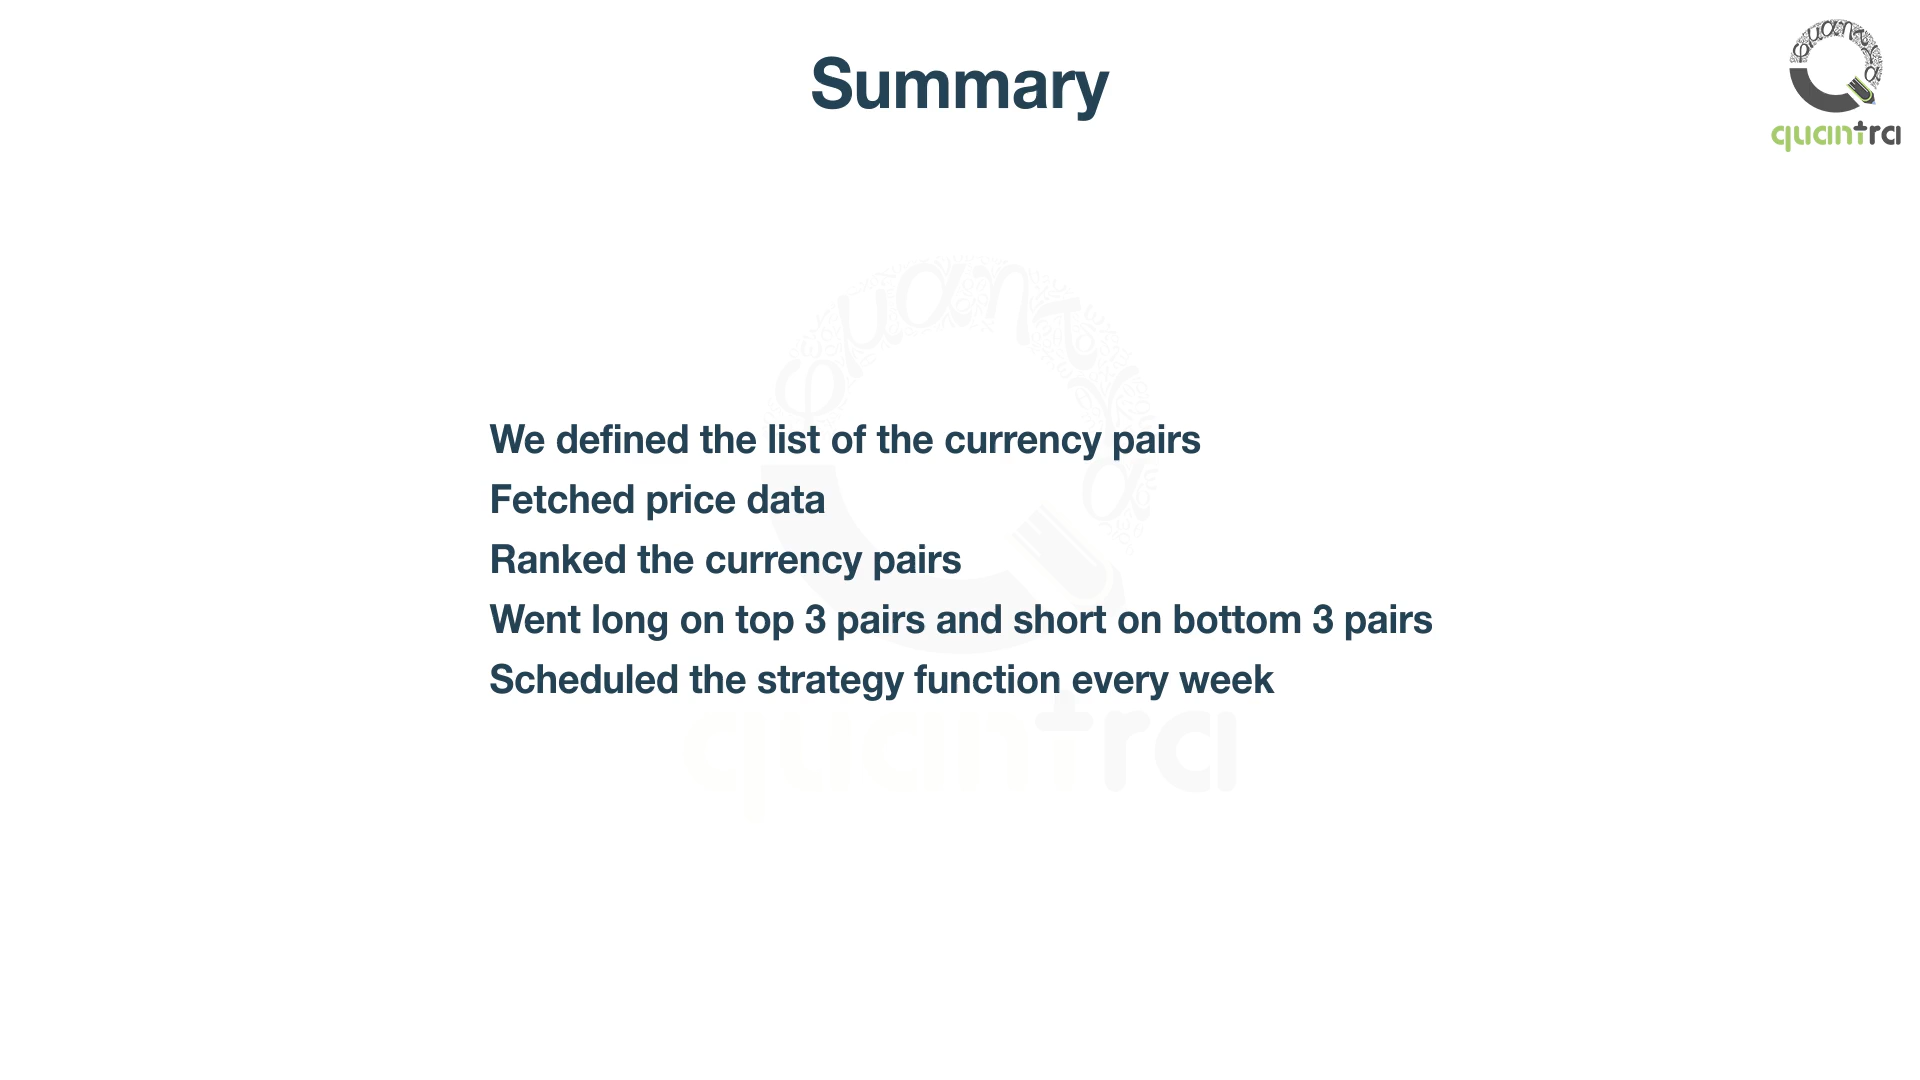 Summary
quantra
We defined the list of the currency pairs
Fetched price data
Ranked the currency pairs
Went long on top 3 pairs and short on bottom 3 pairs
Scheduled the strategy function every week
quantra